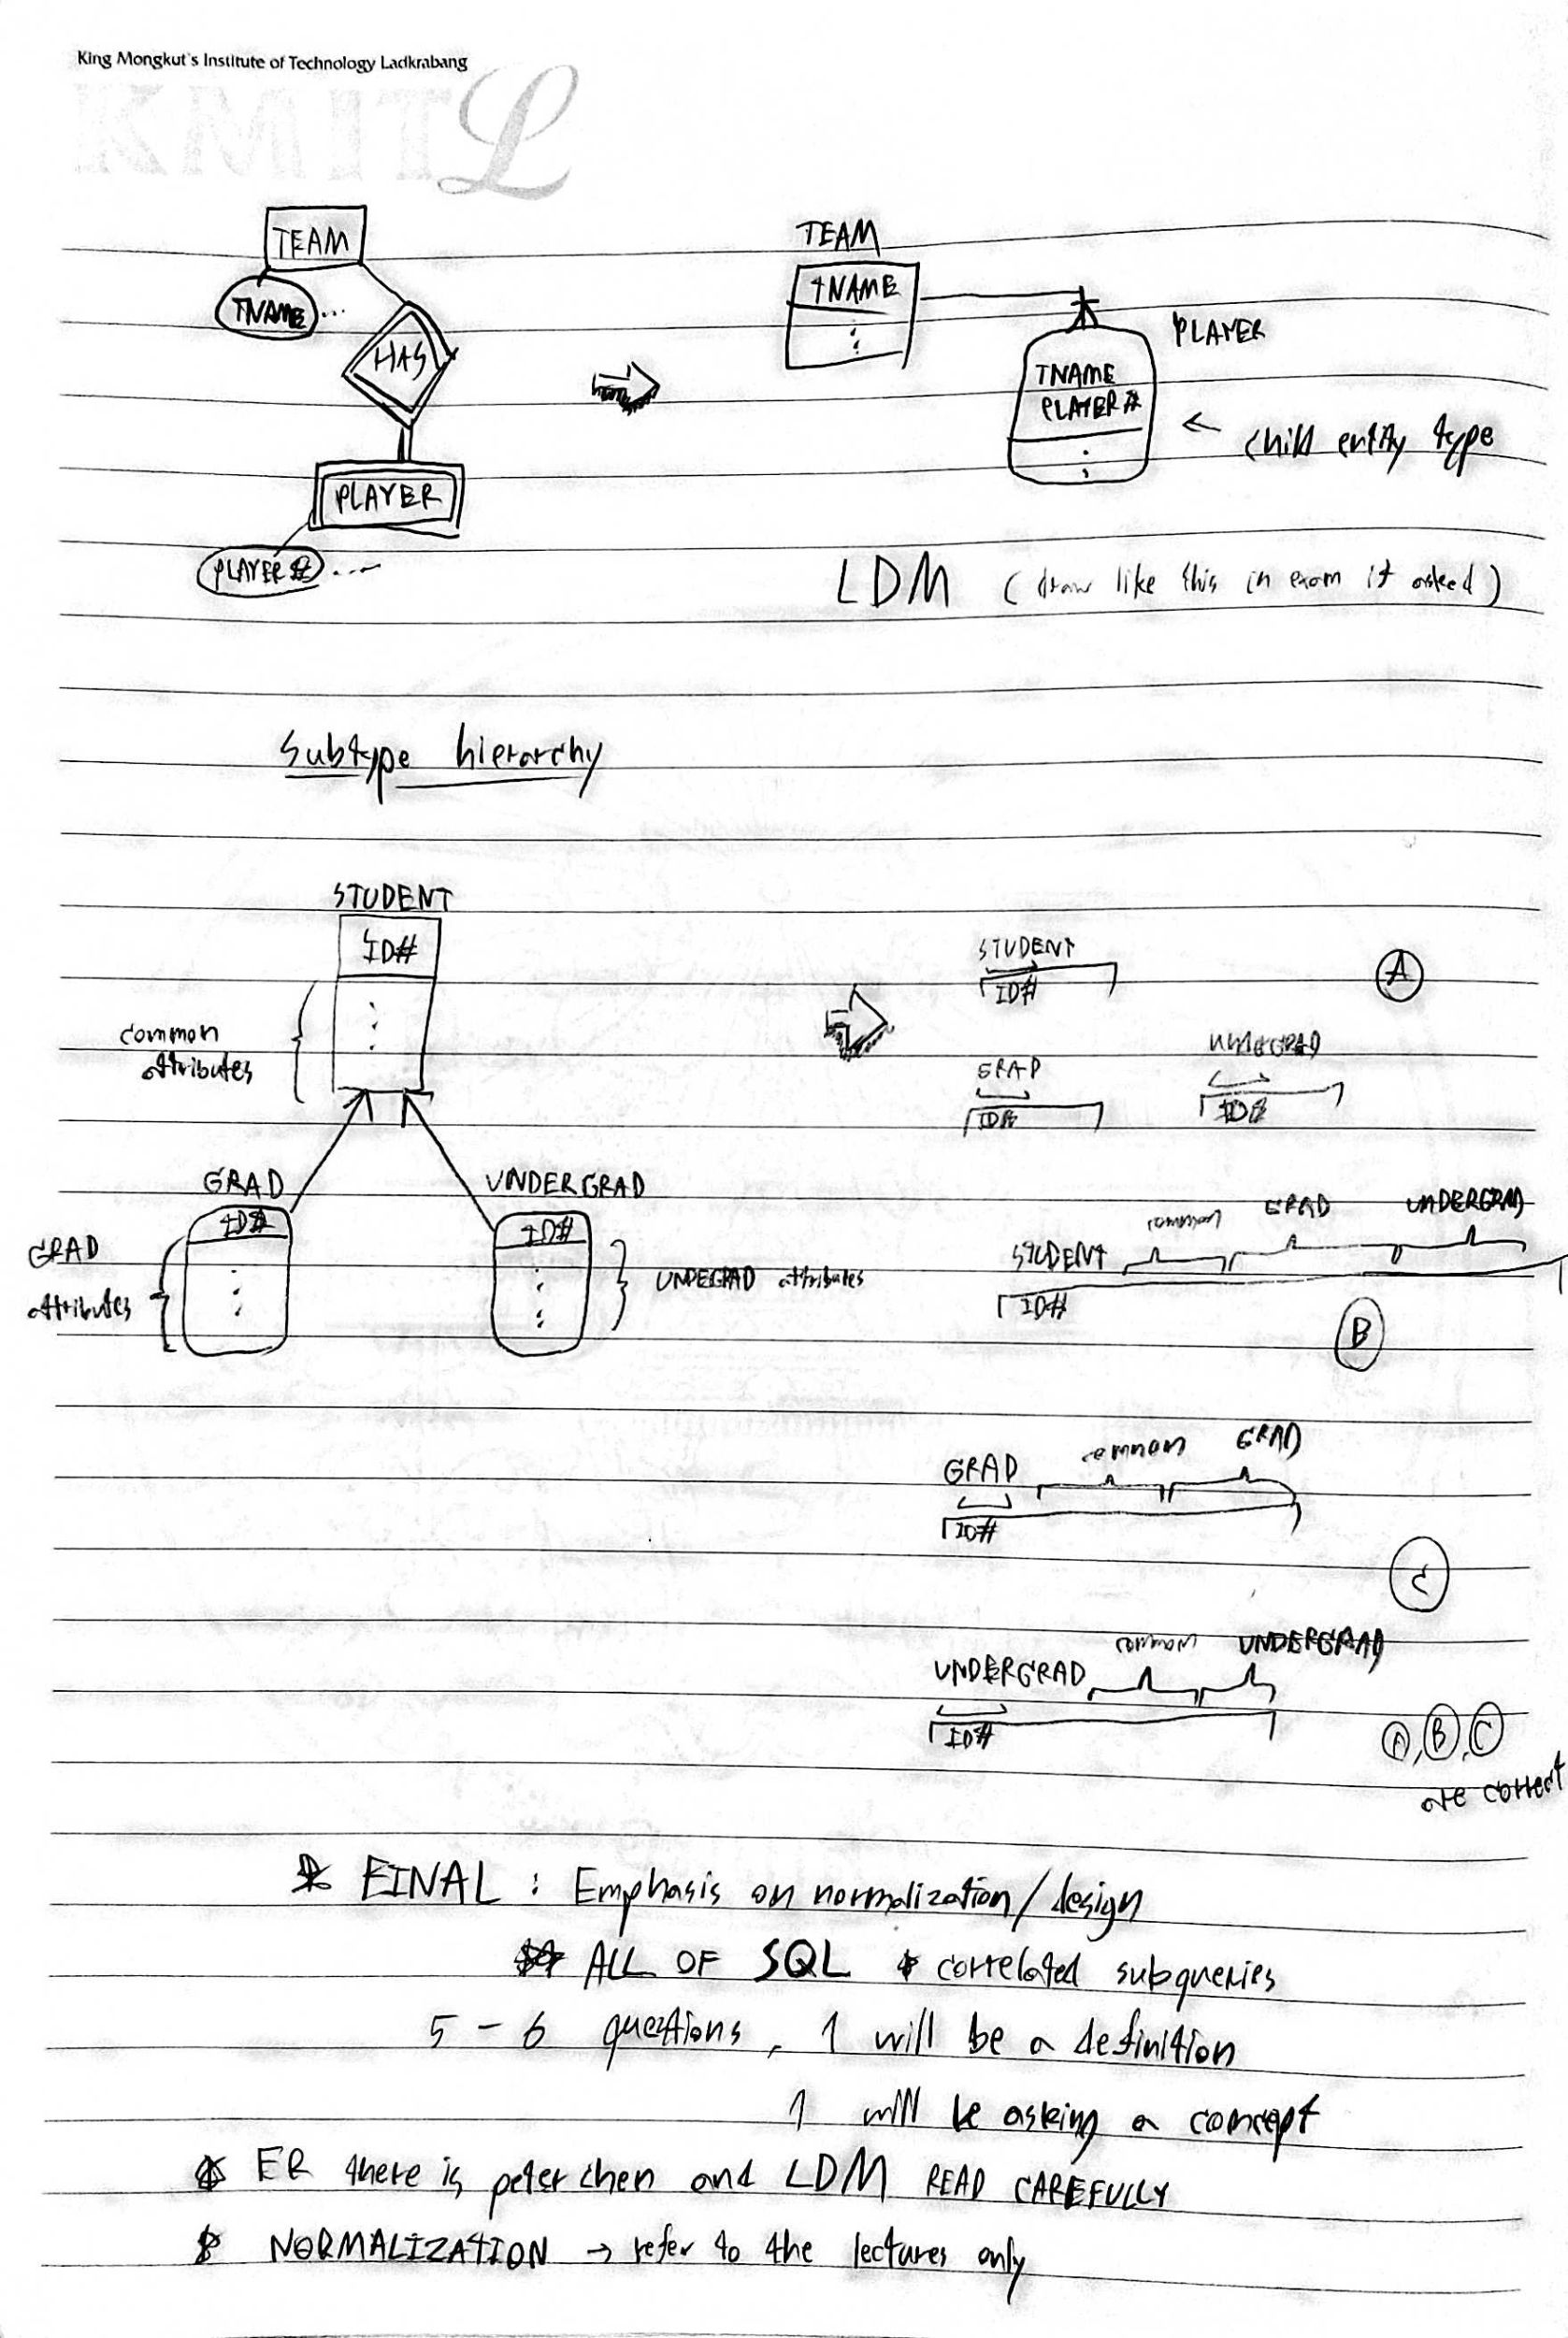 King Mongkut's Institute of Technology Ladkrabang
KMITL
TEAM
TNAME ...
HAS
PLAYER
PLAYER# ...
TEAM
TNAME
PLAYER
TNAME
PLAYER#
← child entity type
LDM (draw like this in exam if asked)
Subtype hierarchy
STUDENT
ID#
common
attributes
GRAD
ID#
GRAD
attributes
UNDERGRAD
ID#
UNDEGRAD attributes
STUDENT
ID#
A
GRAD
ID#
UNDERGRAD
ID#
STUDENT common GRAD UNDERGRAD
ID#
B
GRAD common GRAD
ID#
C
UNDERGRAD common UNDERGRAD
ID#
A, B, C
are correct
FINAL : Emphasis on normalization/design
ALL OF SQL * correlated subqueries
5 - 6 questions, 1 will be a definition
1 will be asking a concept
* ER there is peter chen and LDM READ CAREFULLY
* NORMALIZATION → refer to the lectures only